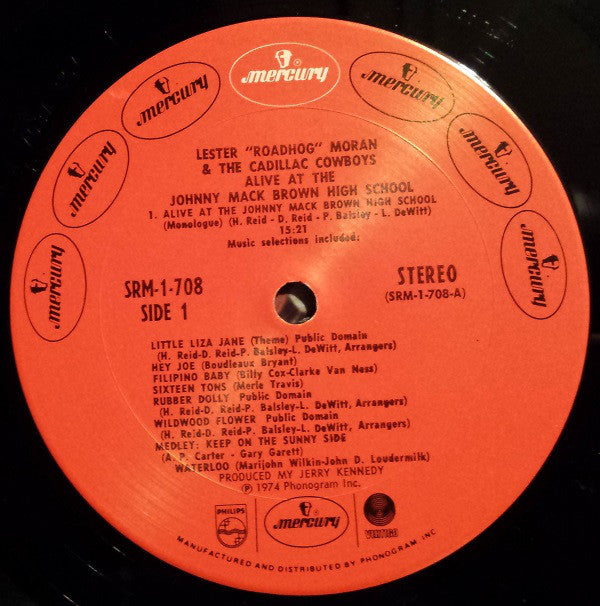 mercury
mercury
mercury
mercury
mercury
mercury
mercury
LESTER "ROADHOG" MORAN
& THE CADILLAC COWBOYS
ALIVE AT THE
JOHNNY MACK BROWN HIGH SCHOOL
1. ALIVE AT THE JOHNNY MACK BROWN HIGH SCHOOL
(Monologue) (H. Reid - D. Reid - P. Balsley - L. DeWitt)
15:21
Music selections included:
SRM-1-708
SIDE 1
STEREO
(SRM-1-708-A)
LITTLE LIZA JANE (Theme) Public Domain
(H. Reid-D. Reid-P. Balsley-L. DeWitt, Arrangers)
HEY JOE (Boudleaux Bryant)
FILIPINO BABY (Billy Cox-Clarke Van Ness)
SIXTEEN TONS (Merle Travis)
RUBBER DOLLY Public Domain
(H. Reid-D. Reid-P. Balsley-L. DeWitt, Arrangers)
WILDWOOD FLOWER Public Domain
(H. Reid-D. Reid-P. Balsley-L. DeWitt, Arrangers)
MEDLEY: KEEP ON THE SUNNY SIDE
(A. P. Carter - Gary Garett)
WATERLOO (Marijohn Wilkin-John D. Loudermilk)
PRODUCED MY JERRY KENNEDY
Ⓟ 1974 Phonogram Inc.
PHILIPS
mercury
VERTIGO
MANUFACTURED AND DISTRIBUTED BY PHONOGRAM, INC